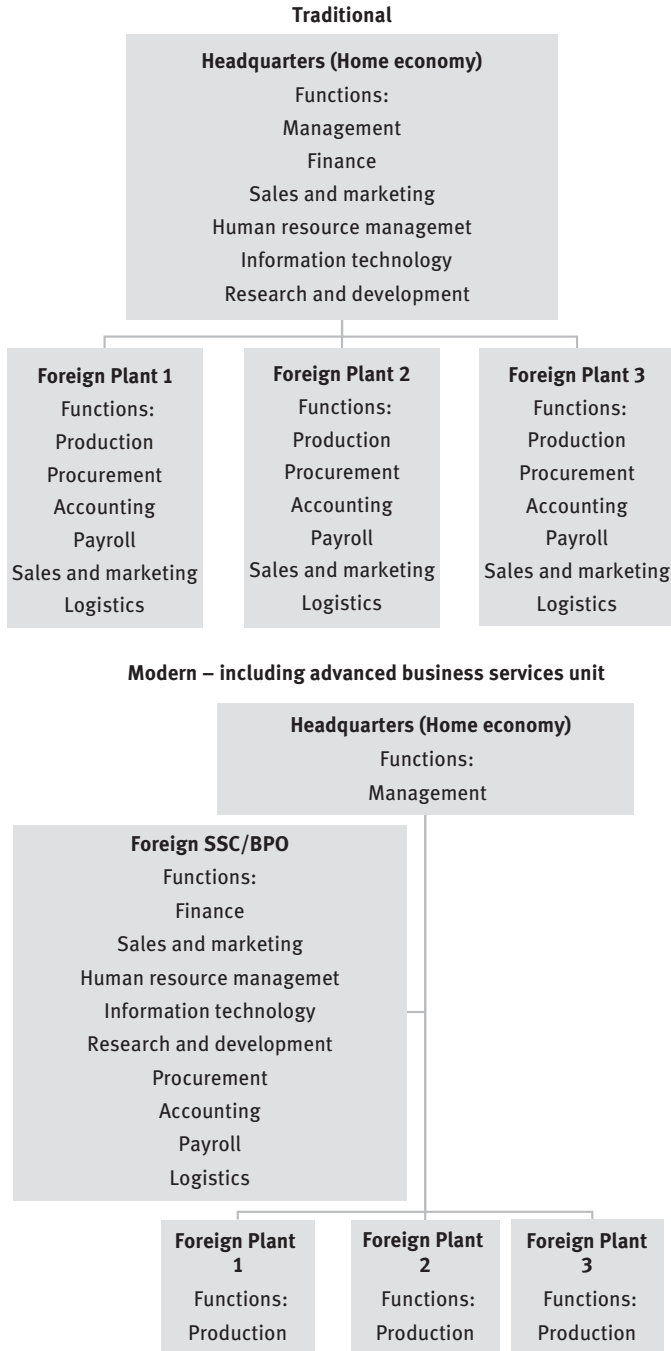 Traditional
Headquarters (Home economy)
Functions:
Management
Finance
Sales and marketing
Human resource managemet
Information technology
Research and development
Foreign Plant 1
Functions:
Production
Procurement
Accounting
Payroll
Sales and marketing
Logistics
Foreign Plant 2
Functions:
Production
Procurement
Accounting
Payroll
Sales and marketing
Logistics
Foreign Plant 3
Functions:
Production
Procurement
Accounting
Payroll
Sales and marketing
Logistics
Modern – including advanced business services unit
Headquarters (Home economy)
Functions:
Management
Foreign SSC/BPO
Functions:
Finance
Sales and marketing
Human resource managemet
Information technology
Research and development
Procurement
Accounting
Payroll
Logistics
Foreign Plant
1
Functions:
Production
Foreign Plant
2
Functions:
Production
Foreign Plant
3
Functions:
Production